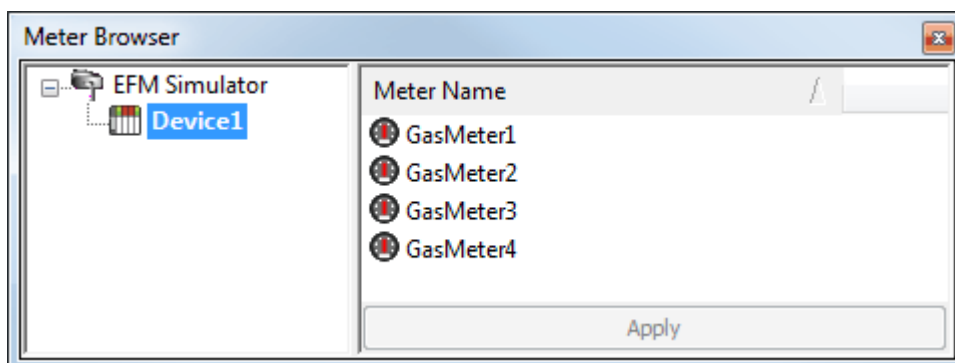 Meter Browser
EFM Simulator
Device1
Meter Name
GasMeter1
GasMeter2
GasMeter3
GasMeter4
Apply